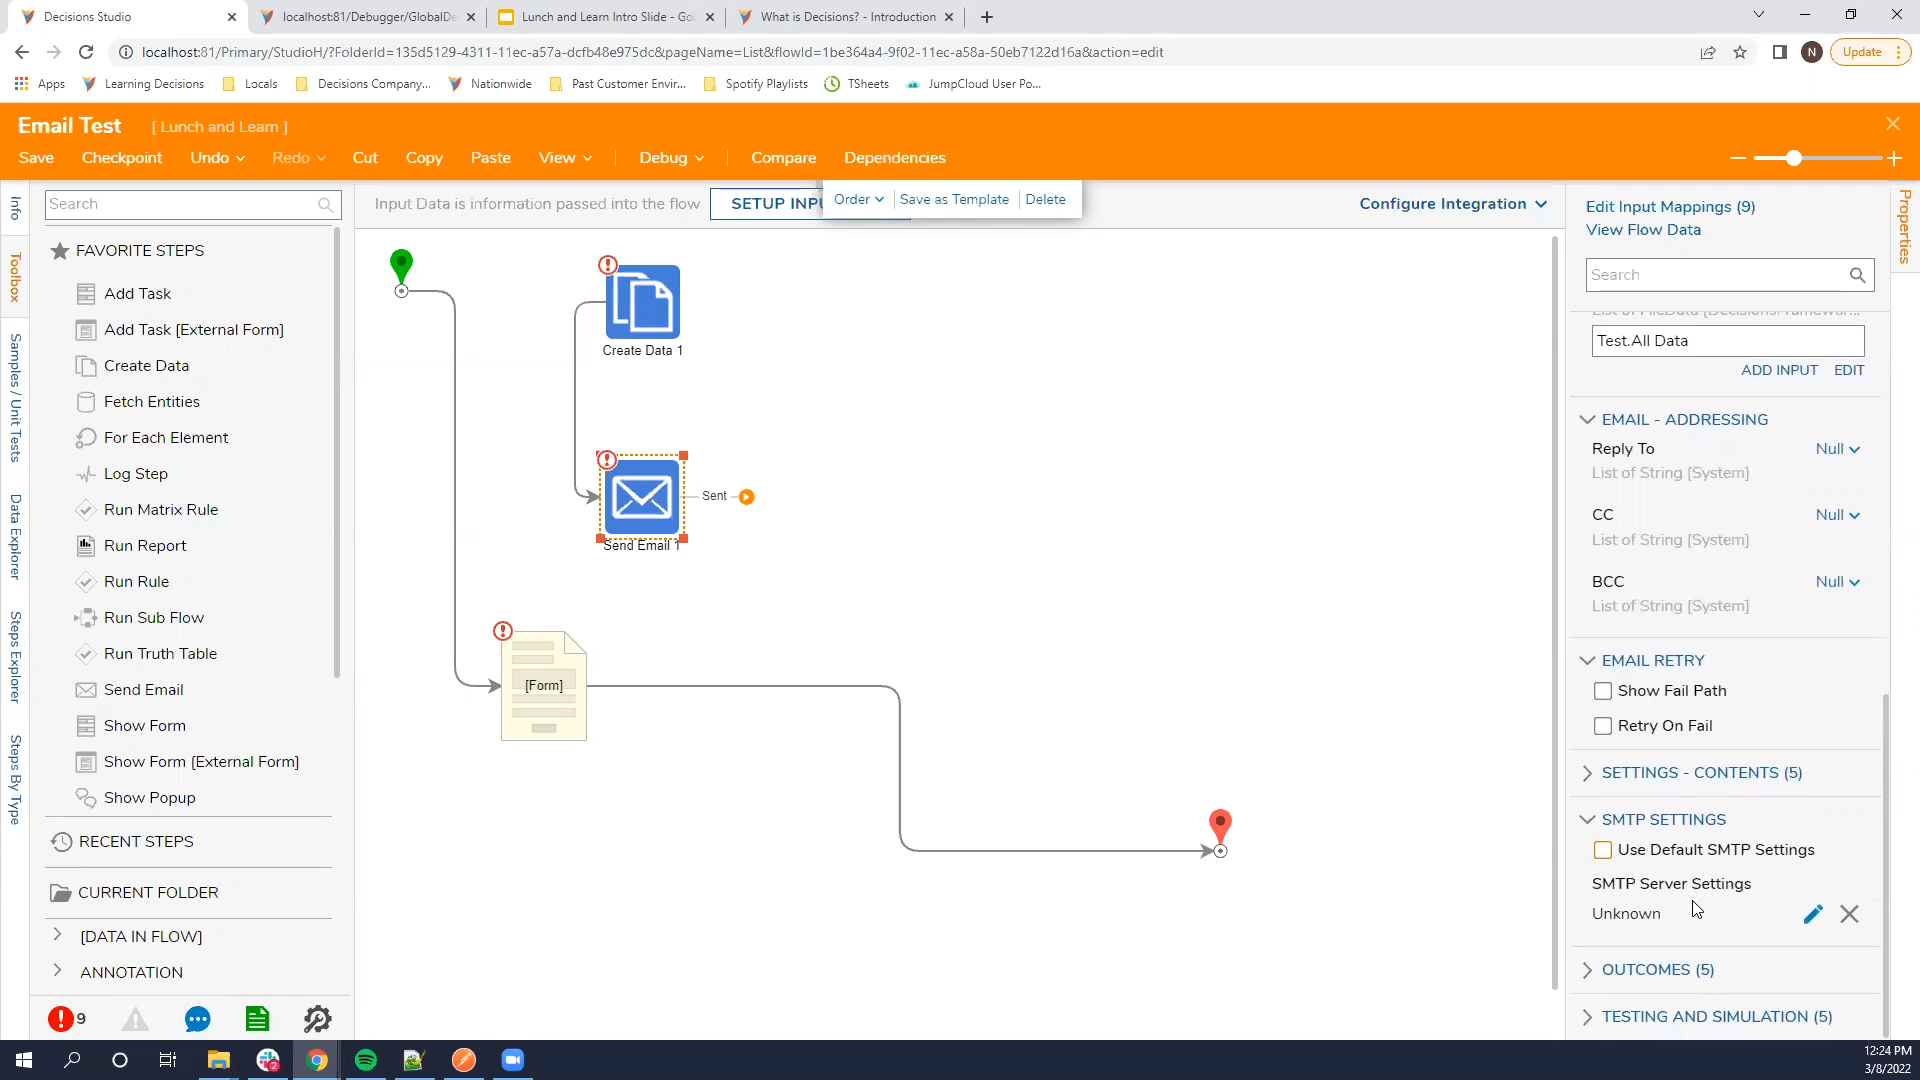 Decisions Studio
localhost:81/Debugger/GlobalDe
Lunch and Learn Intro Slide - Go
What is Decisions? - Introduction
localhost:81/Primary/StudioH/?FolderId=135d5129-4311-11ec-a57a-dcfb48e975dc&pageName=List&flowId=1be364a4-9f02-11ec-a58a-50eb7122d16a&action=edit
N
Update
Apps
Learning Decisions
Locals
Decisions Company...
Nationwide
Past Customer Envir...
Spotify Playlists
TSheets
JumpCloud User Po...
Email Test
[ Lunch and Learn ]
Save
Checkpoint
Undo
Redo
Cut
Copy
Paste
View
Debug
Compare
Dependencies
Info
Toolbox
Samples / Unit Tests
Data Explorer
Steps Explorer
Steps By Type
Search
FAVORITE STEPS
Add Task
Add Task [External Form]
Create Data
Fetch Entities
For Each Element
Log Step
Run Matrix Rule
Run Report
Run Rule
Run Sub Flow
Run Truth Table
Send Email
Show Form
Show Form [External Form]
Show Popup
RECENT STEPS
CURRENT FOLDER
[DATA IN FLOW]
ANNOTATION
9
Input Data is information passed into the flow
SETUP INPU
Order
Save as Template
Delete
Configure Integration
Create Data 1
Send Email 1
Sent
[Form]
Properties
Edit Input Mappings (9)
View Flow Data
Search
Test.All Data
ADD INPUT
EDIT
EMAIL - ADDRESSING
Reply To
Null
List of String [System]
CC
Null
List of String [System]
BCC
Null
List of String [System]
EMAIL RETRY
Show Fail Path
Retry On Fail
SETTINGS - CONTENTS (5)
SMTP SETTINGS
Use Default SMTP Settings
SMTP Server Settings
Unknown
OUTCOMES (5)
TESTING AND SIMULATION (5)
2
12:24 PM
3/8/2022